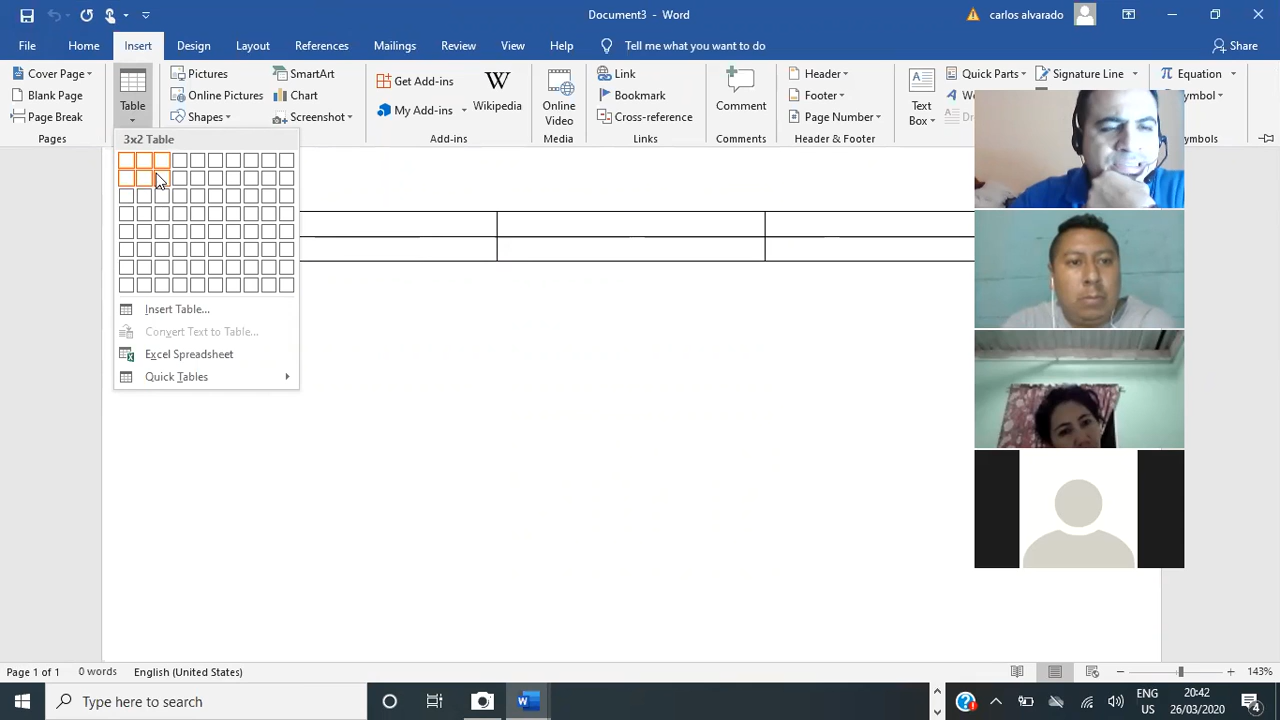 Document3 - Word
carlos alvarado
File Home Insert Design Layout References Mailings Review View Help Tell me what you want to do Share
Cover Page
Blank Page
Page Break
Pages
Table
Pictures
Online Pictures
Shapes
SmartArt
Chart
Screenshot
Get Add-ins
My Add-ins
Wikipedia
Add-ins
Online Video
Media
Link
Bookmark
Cross-reference
Links
Comment
Comments
Header
Footer
Page Number
Header & Footer
Text Box
Quick Parts
Signature Line
Equation
3x2 Table
Insert Table...
Convert Text to Table...
Excel Spreadsheet
Quick Tables
Page 1 of 1 0 words English (United States) 143%
Type here to search
ENG US
20:42
26/03/2020
4